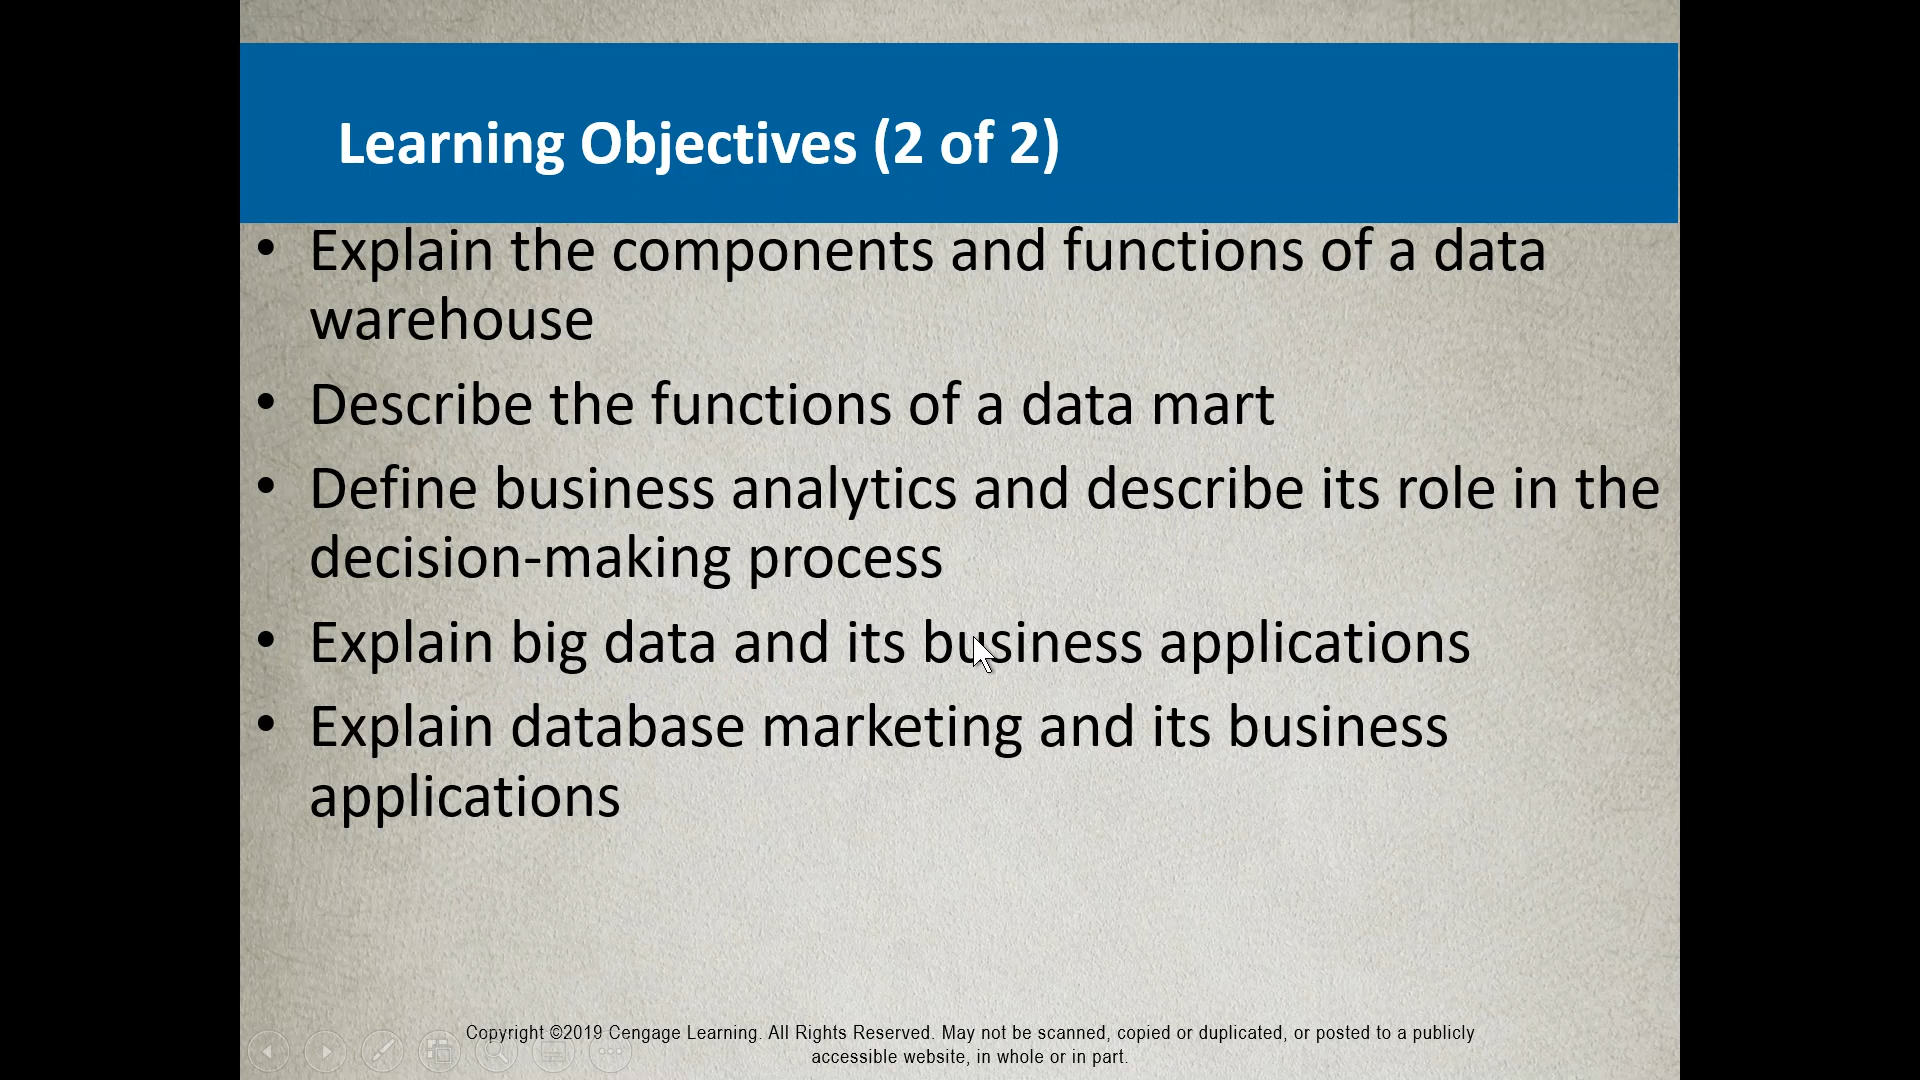 Learning Objectives (2 of 2)
• Explain the components and functions of a data
warehouse
• Describe the functions of a data mart
• Define business analytics and describe its role in the
decision-making process
• Explain big data and its business applications
• Explain database marketing and its business
applications
Copyright ©2019 Cengage Learning. All Rights Reserved. May not be scanned, copied or duplicated, or posted to a publicly
accessible website, in whole or in part.